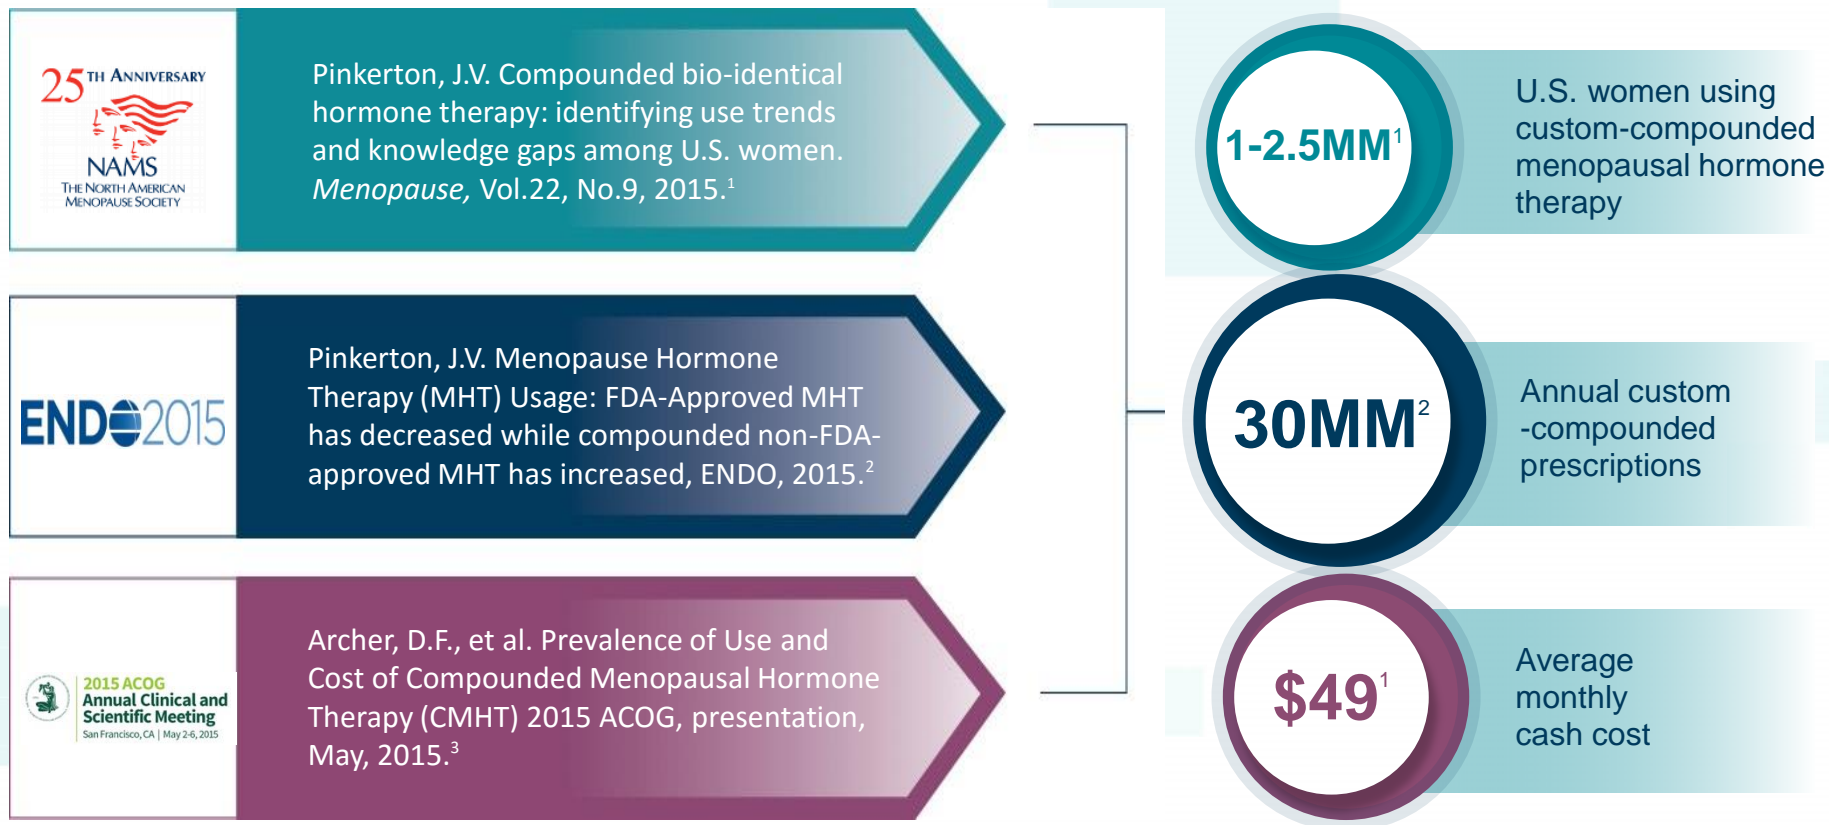 25TH ANNIVERSARY
NAMS
THE NORTH AMERICAN
MENOPAUSE SOCIETY
Pinkerton, J.V. Compounded bio-identical
hormone therapy: identifying use trends
and knowledge gaps among U.S. women.
Menopause, Vol.22, No.9, 2015.1
ENDO2015
Pinkerton, J.V. Menopause Hormone
Therapy (MHT) Usage: FDA-Approved MHT
has decreased while compounded non-FDA-
approved MHT has increased, ENDO, 2015.2
2015 ACOG
Annual Clinical and
Scientific Meeting
San Francisco, CA | May 2-6, 2015
Archer, D.F., et al. Prevalence of Use and
Cost of Compounded Menopausal Hormone
Therapy (CMHT) 2015 ACOG, presentation,
May, 2015.3
1-2.5MM1
U.S. women using
custom-compounded
menopausal hormone
therapy
30MM2
Annual custom
-compounded
prescriptions
$491
Average
monthly
cash cost